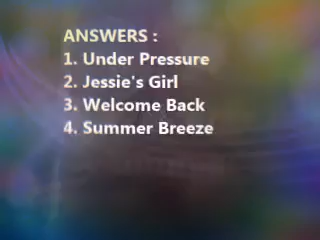 ANSWERS :
1. Under Pressure
2. Jessie's Girl
3. Welcome Back
4. Summer Breeze